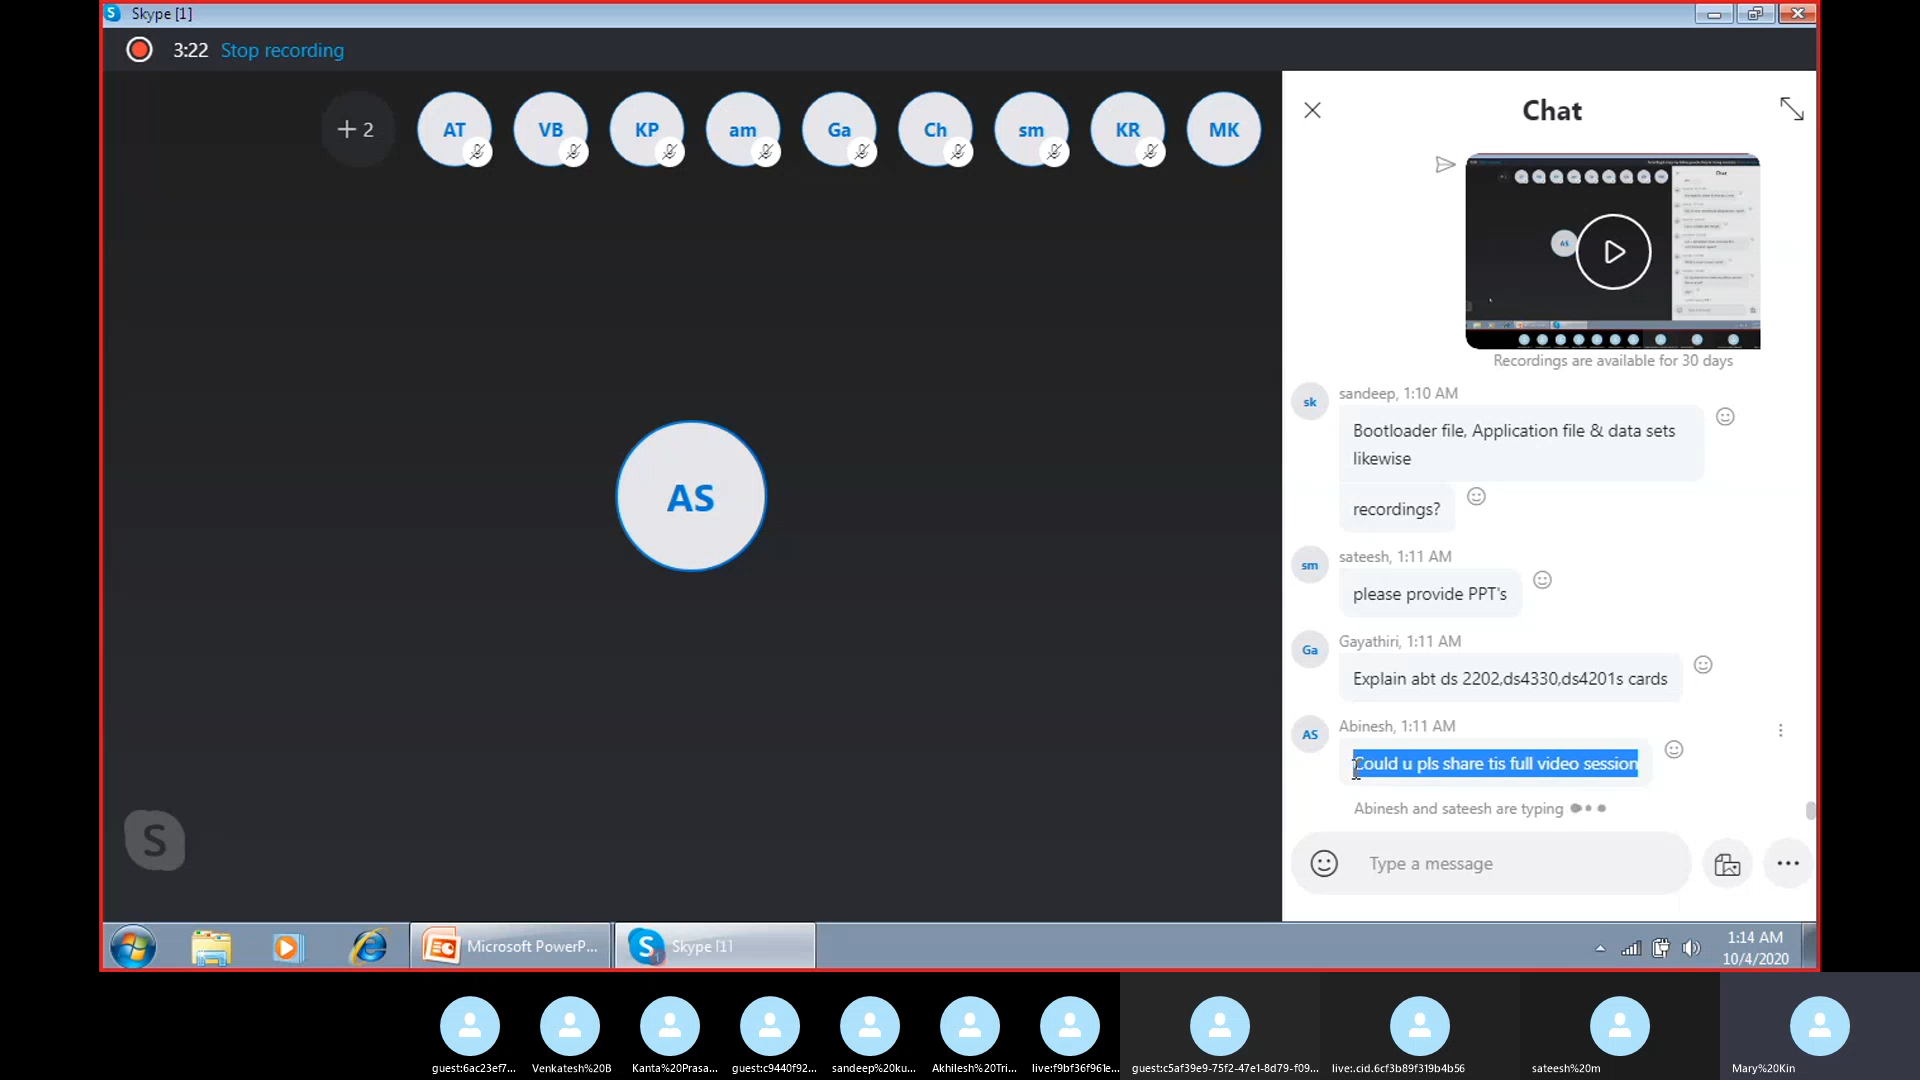 Skype [1]
3:22 Stop recording
+ 2
AT
VB
KP
am
Ga
Ch
sm
KR
MK
AS
Chat
Recordings are available for 30 days
sk
sandeep, 1:10 AM
Bootloader file, Application file & data sets
likewise
recordings?
sm
sateesh, 1:11 AM
please provide PPT's
Ga
Gayathiri, 1:11 AM
Explain abt ds 2202,ds4330,ds4201s cards
AS
Abinesh, 1:11 AM
Could u pls share tis full video session
Abinesh and sateesh are typing
Type a message
Microsoft PowerP...
Skype [1]
1:14 AM
10/4/2020
guest:6ac23ef7...
Venkatesh%20B
Kanta%20Prasa...
guest:c9440f92...
sandeep%20ku...
Akhilesh%20Tri...
live:f9bf36f961e...
guest:c5af39e9-75f2-47e1-8d79-f09...
live:.cid.6cf3b89f319b4b56
sateesh%20m
Mary%20Kin